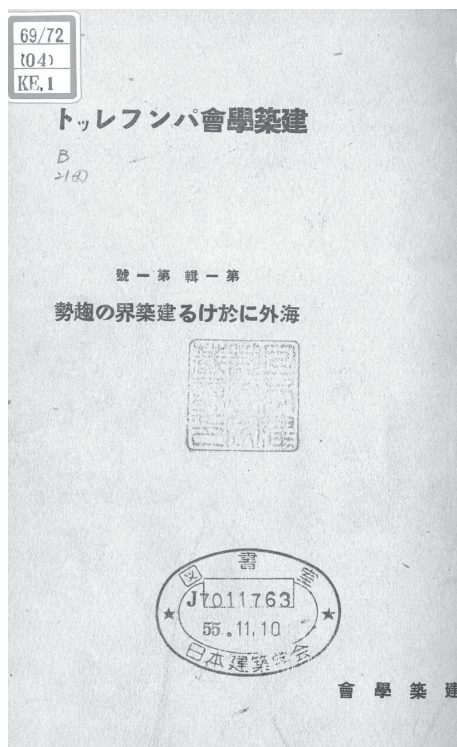 69/72
(04)
KE.1
建築學會パンフレット
B
第一輯 第一號
海外に於ける建築界の趨勢
図書室
J7011763
55.11.10
日本建築学会
建築學會